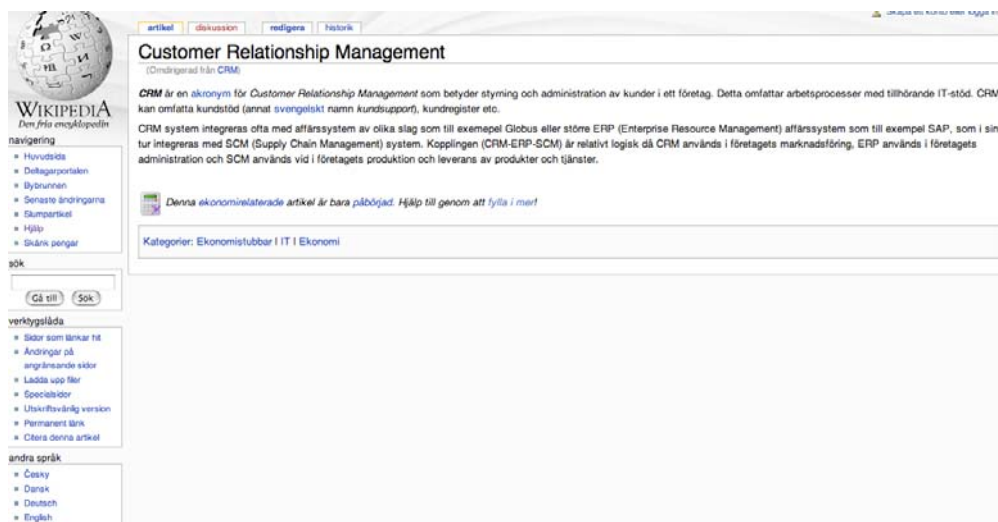 Skapa ett konto eller logga in
artikel diskussion redigera historik
Customer Relationship Management
(Omdirigerad från CRM)
CRM är en akronym för Customer Relationship Management som betyder styrning och administration av kunder i ett företag. Detta omfattar arbetsprocesser med tillhörande IT-stöd. CRM
kan omfatta kundstöd (annat svengelskt namn kundsupport), kundregister etc.
CRM system integreras ofta med affärssystem av olika slag som till exemepel Globus eller större ERP (Enterprise Resource Management) affärssystem som till exempel SAP, som i sin
tur integreras med SCM (Supply Chain Management) system. Kopplingen (CRM-ERP-SCM) är relativt logisk då CRM används i företagets marknadsföring, ERP används i företagets
administration och SCM används vid i företagets produktion och leverans av produkter och tjänster.
Denna ekonomirelaterade artikel är bara påbörjad. Hjälp till genom att fylla i mer!
Kategorier: Ekonomistubbar | IT | Ekonomi
WIKIPEDIA
Den fria encyklopedin
navigering
Huvudsida
Deltagarportalen
Bybrunnen
Senaste ändringarna
Slumpartikel
Hjälp
Skänk pengar
sök
Gå till Sök
verktygslåda
Sidor som länkar hit
Ändringar på
angränsande sidor
Ladda upp filer
Specialsidor
Utskriftsvänlig version
Permanent länk
Citera denna artikel
andra språk
Česky
Dansk
Deutsch
English